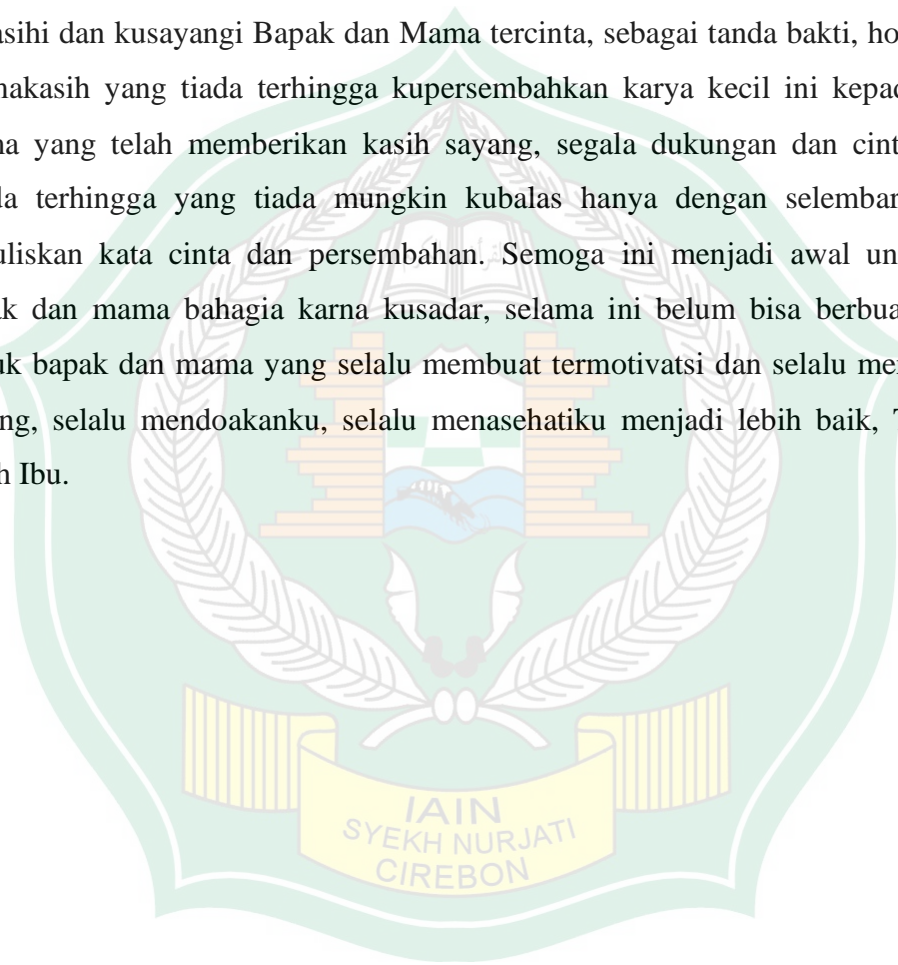 asihi dan kusayangi Bapak dan Mama tercinta, sebagai tanda bakti, ho
makasih yang tiada terhingga kupersembahkan karya kecil ini kepad
na yang telah memberikan kasih sayang, segala dukungan dan cint
da terhingga yang tiada mungkin kubalas hanya dengan selembar
uliskan kata cinta dan persembahan. Semoga ini menjadi awal un
ak dan mama bahagia karna kusadar, selama ini belum bisa berbua
uk bapak dan mama yang selalu membuat termotivatsi dan selalu mer
ng, selalu mendoakanku, selalu menasehatiku menjadi lebih baik, T
h Ibu.
IAIN
SYEKH NURJATI
CIREBON